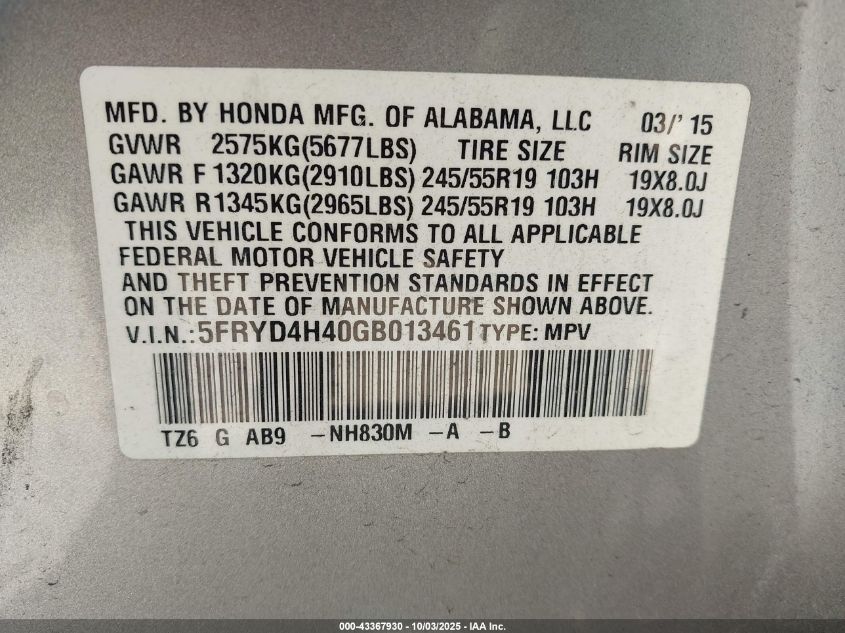 MFD. BY HONDA MFG. OF ALABAMA, LLC 03/'15
GVWR 2575KG(5677LBS) TIRE SIZE RIM SIZE
GAWR F 1320KG(2910LBS) 245/55R19 103H 19X8.0J
GAWR R1345KG(2965LBS) 245/55R19 103H 19X8.0J
THIS VEHICLE CONFORMS TO ALL APPLICABLE
FEDERAL MOTOR VEHICLE SAFETY
AND THEFT PREVENTION STANDARDS IN EFFECT
ON THE DATE OF MANUFACTURE SHOWN ABOVE.
V.I.N.: 5FRYD4H40GB013461 TYPE: MPV
TZ6 G AB9 -NH830M -A -B
000-43367930 - 10/03/2025 - IAA Inc.